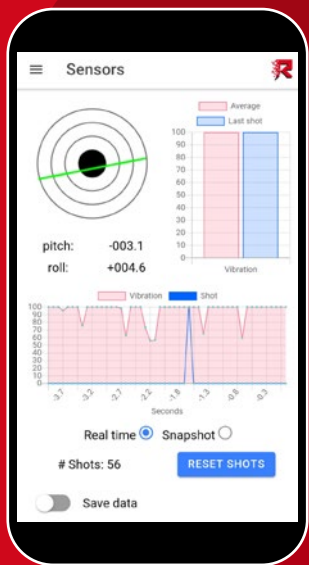 Sensors
R
Average
Last shot
100
90
80
70
60
50
40
30
20
10
0
Vibration
pitch: -003.1
roll: +004.6
Vibration Shot
100
90
80
70
60
50
40
30
20
10
0
-3.7 -3.2 -2.7 -2.2 -1.8 -1.3 -0.8 -0.3
Seconds
Real time Snapshot
# Shots: 56 RESET SHOTS
Save data